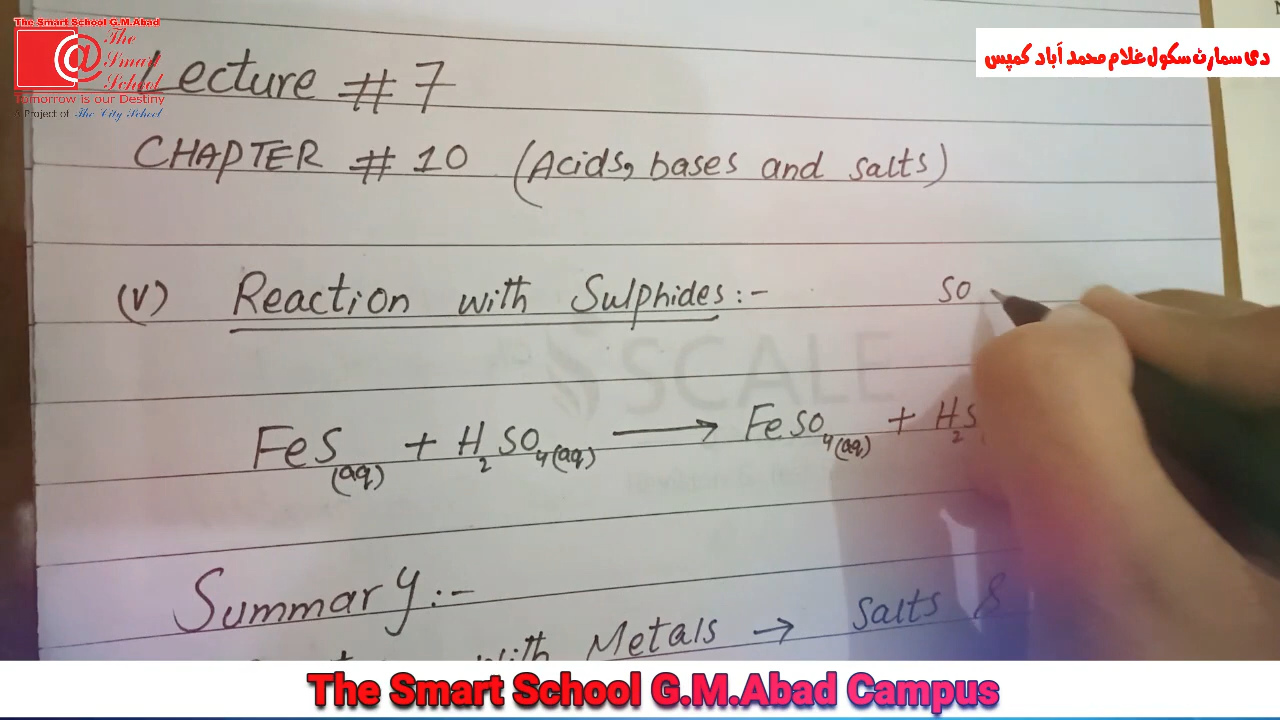 The Smart School G.M.Abad
The
Smart
School
Tomorrow is our Destiny
A Project of The City School
دی سمارٹ سکول غلام محمد آباد کمپس
Lecture # 7
CHAPTER # 10 (Acids, bases and salts)
(V) Reaction with Sulphides:- SO
SCALE
FeS(aq) + H2SO4(aq) → FeSO4(aq) + H2S
Summary:-
with Metals → Salts &
The Smart School G.M.Abad Campus